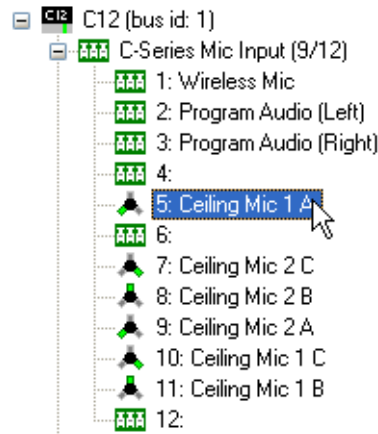 C12 C12 (bus id: 1)
C-Series Mic Input (9/12)
1: Wireless Mic
2: Program Audio (Left)
3: Program Audio (Right)
4:
5: Ceiling Mic 1 A
6:
7: Ceiling Mic 2 C
8: Ceiling Mic 2 B
9: Ceiling Mic 2 A
10: Ceiling Mic 1 C
11: Ceiling Mic 1 B
12: